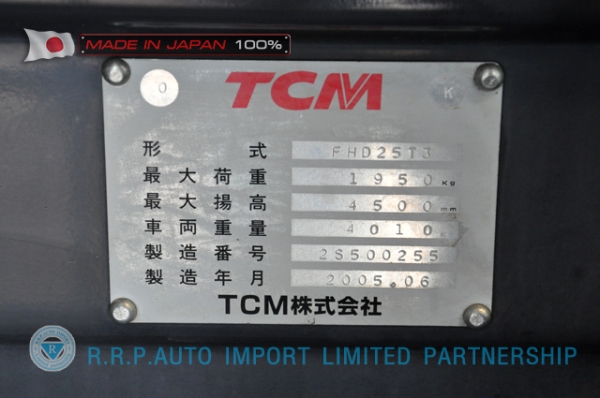 MADE IN JAPAN 100%
O TCM K
形 式 FHD25T3
最大荷重 1950 Kg
最大揚高 4500 mm
車両重量 4010
製造番号 2S500255
製造年月 2005.06
TCM株式会社
R R.R.P.AUTO IMPORT LIMITED PARTNERSHIP